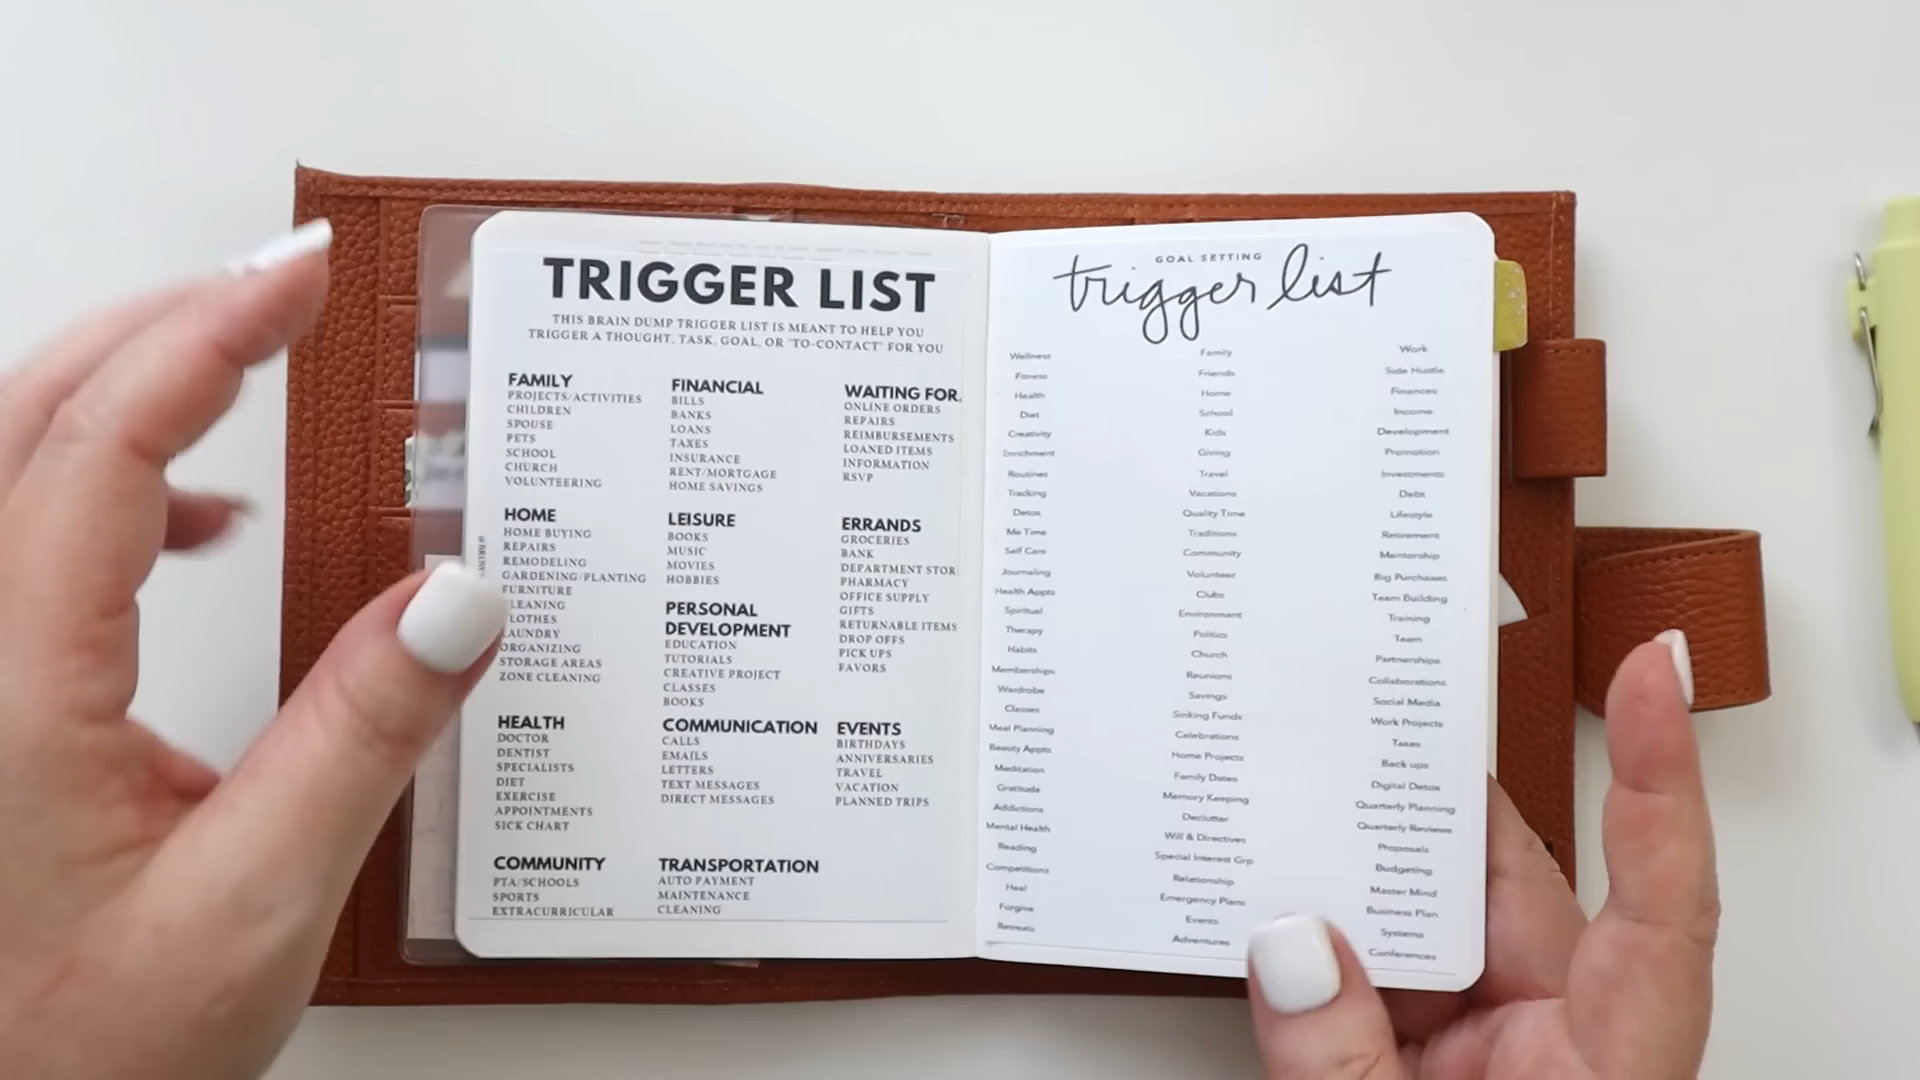 TRIGGER LIST
THIS BRAIN DUMP TRIGGER LIST IS MEANT TO HELP YOU
TRIGGER A THOUGHT, TASK, GOAL, OR "TO-CONTACT" FOR YOU
FAMILY
PROJECTS/ACTIVITIES
CHILDREN
SPOUSE
PETS
SCHOOL
CHURCH
VOLUNTEERING
HOME
HOME BUYING
REPAIRS
REMODELING
GARDENING/PLANTING
FURNITURE
LEANING
LOTHES
LAUNDRY
ORGANIZING
STORAGE AREAS
ZONE CLEANING
HEALTH
DOCTOR
DENTIST
SPECIALISTS
DIET
EXERCISE
APPOINTMENTS
SICK CHART
COMMUNITY
PTA/SCHOOLS
SPORTS
EXTRACURRICULAR
FINANCIAL
BILLS
BANKS
LOANS
TAXES
INSURANCE
RENT/MORTGAGE
HOME SAVINGS
LEISURE
BOOKS
MUSIC
MOVIES
HOBBIES
PERSONAL
DEVELOPMENT
EDUCATION
TUTORIALS
CREATIVE PROJECT
CLASSES
BOOKS
COMMUNICATION
CALLS
EMAILS
LETTERS
TEXT MESSAGES
DIRECT MESSAGES
TRANSPORTATION
AUTO PAYMENT
MAINTENANCE
CLEANING
WAITING FOR.
ONLINE ORDERS
REPAIRS
REIMBURSEMENTS
LOANED ITEMS
INFORMATION
RSVP
ERRANDS
GROCERIES
BANK
DEPARTMENT STOR
PHARMACY
OFFICE SUPPLY
GIFTS
RETURNABLE ITEMS
DROP OFFS
PICK UPS
FAVORS
EVENTS
BIRTHDAYS
ANNIVERSARIES
TRAVEL
VACATION
PLANNED TRIPS
GOAL SETTING
trigger list
Wellness
Fitness
Health
Diet
Creativity
Enrichment
Routines
Tracking
Detox
Me Time
Self Care
Journaling
Health Appts
Spiritual
Therapy
Habits
Memberships
Wardrobe
Classes
Meal Planning
Beauty Appts
Meditation
Gratitude
Addictions
Mental Health
Reading
Competitions
Heal
Forgive
Retreats
Family
Friends
Home
School
Kids
Giving
Travel
Vacations
Quality Time
Traditions
Community
Volunteer
Clubs
Environment
Politics
Church
Reunions
Savings
Sinking Funds
Celebrations
Home Projects
Family Dates
Memory Keeping
Declutter
Will & Directives
Special Interest Grp
Relationship
Emergency Plans
Events
Adventures
Work
Side Hustle
Finances
Income
Development
Promotion
Investments
Debt
Lifestyle
Retirement
Mentorship
Big Purchases
Team Building
Training
Team
Partnerships
Collaborations
Social Media
Work Projects
Taxes
Back ups
Digital Detox
Quarterly Planning
Quarterly Reviews
Proposals
Budgeting
Master Mind
Business Plan
Systems
Conferences